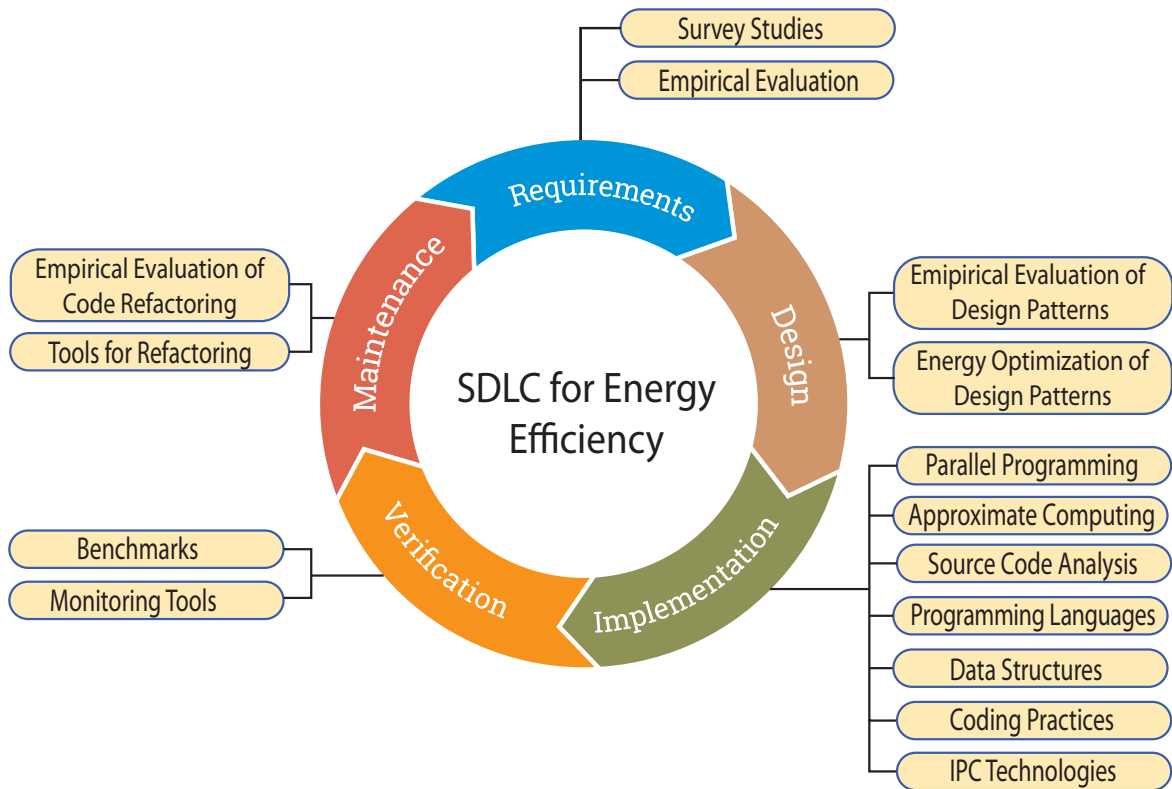 Survey Studies
Empirical Evaluation
Requirements
Design
Implementation
Verification
Maintenance
SDLC for Energy
Efficiency
Empirical Evaluation of
Code Refactoring
Tools for Refactoring
Emipirical Evaluation of
Design Patterns
Energy Optimization of
Design Patterns
Parallel Programming
Approximate Computing
Source Code Analysis
Programming Languages
Data Structures
Coding Practices
IPC Technologies
Benchmarks
Monitoring Tools